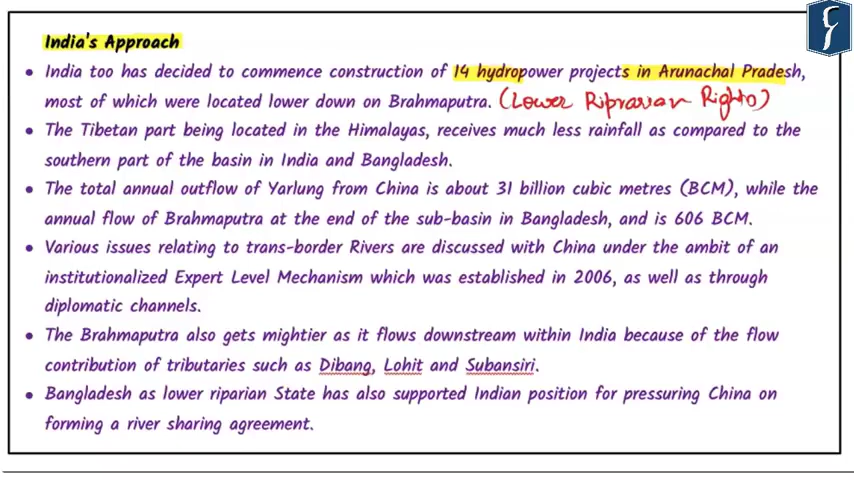 India's Approach
• India too has decided to commence construction of 14 hydropower projects in Arunachal Pradesh,
most of which were located lower down on Brahmaputra. (Lower Riprarian Rights)
• The Tibetan part being located in the Himalayas, receives much less rainfall as compared to the
southern part of the basin in India and Bangladesh.
• The total annual outflow of Yarlung from China is about 31 billion cubic metres (BCM), while the
annual flow of Brahmaputra at the end of the sub-basin in Bangladesh, and is 606 BCM.
• Various issues relating to trans-border Rivers are discussed with China under the ambit of an
institutionalized Expert Level Mechanism which was established in 2006, as well as through
diplomatic channels.
• The Brahmaputra also gets mightier as it flows downstream within India because of the flow
contribution of tributaries such as Dibang, Lohit and Subansiri.
• Bangladesh as lower riparian State has also supported Indian position for pressuring China on
forming a river sharing agreement.